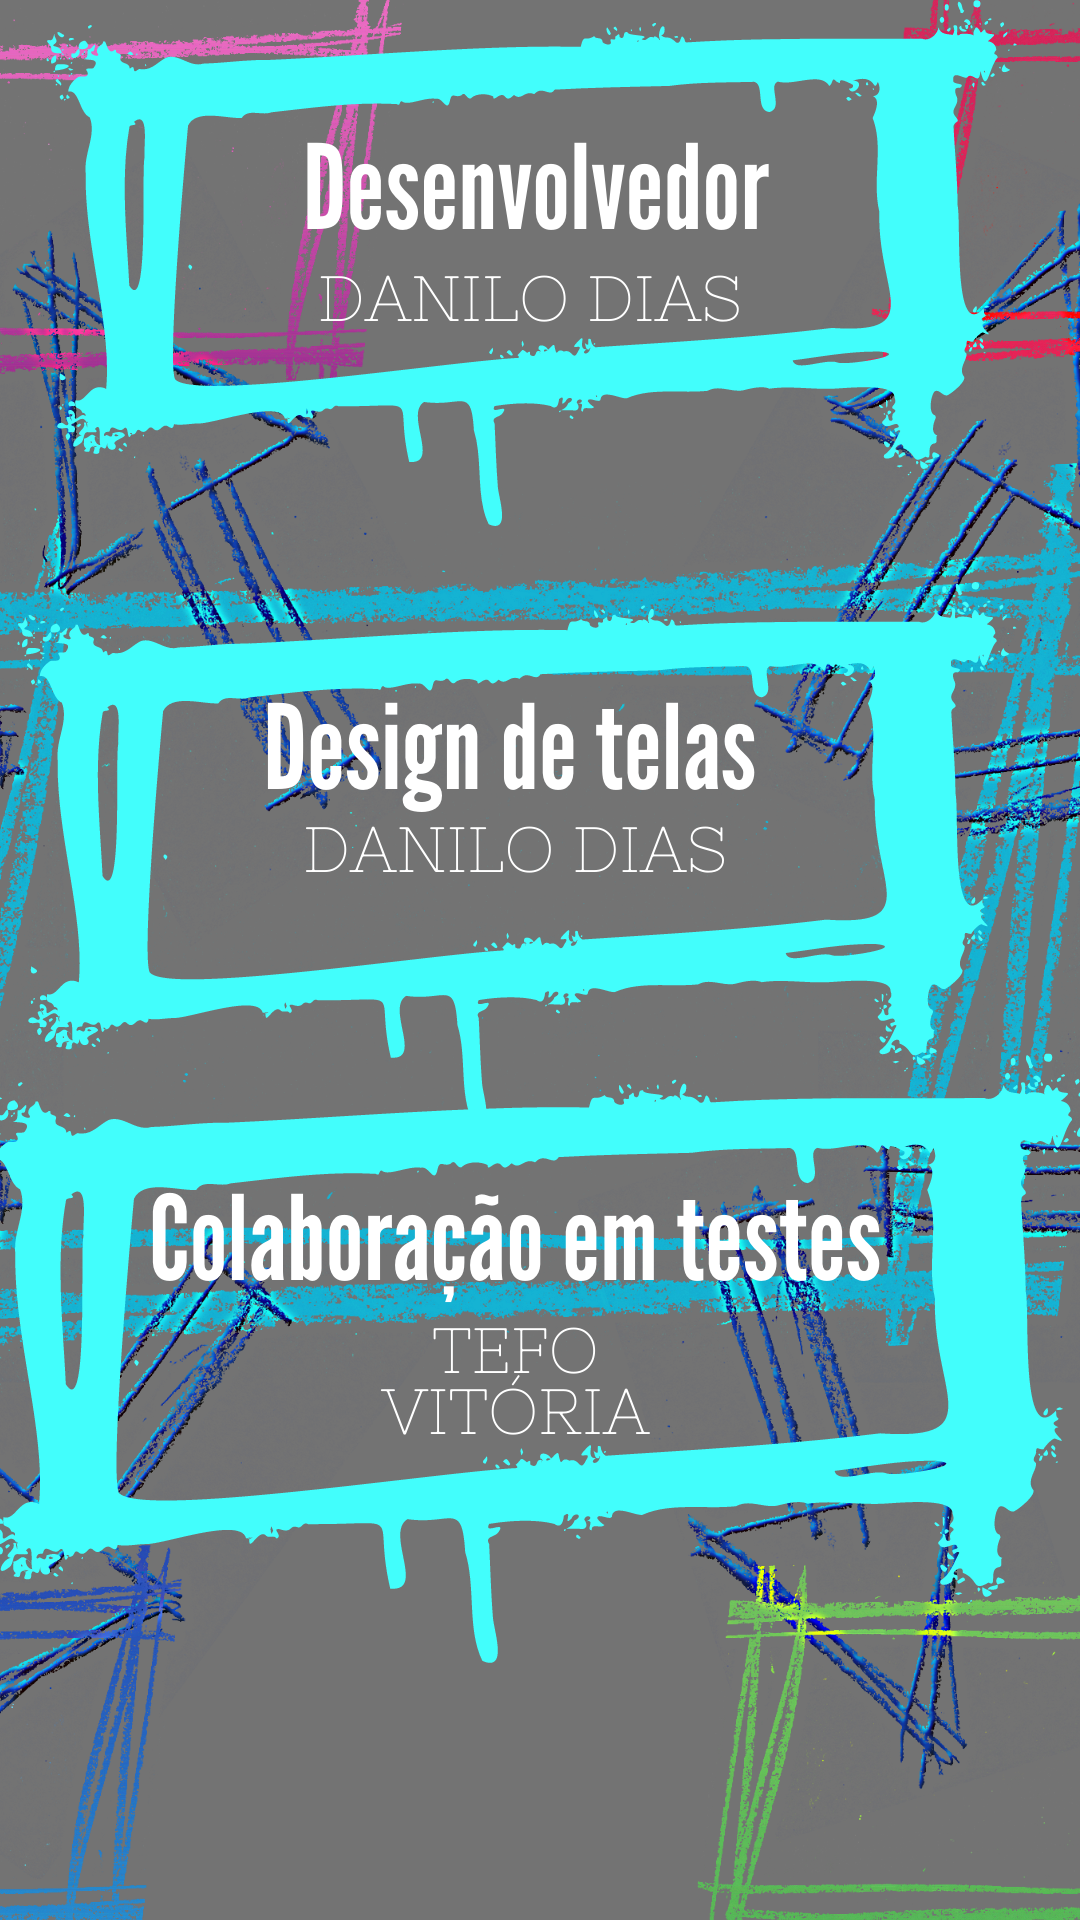 Desenvolvedor
DANILO DIAS
Design de telas
DANILO DIAS
Colaboração em testes
TEFO
VITÓRIA